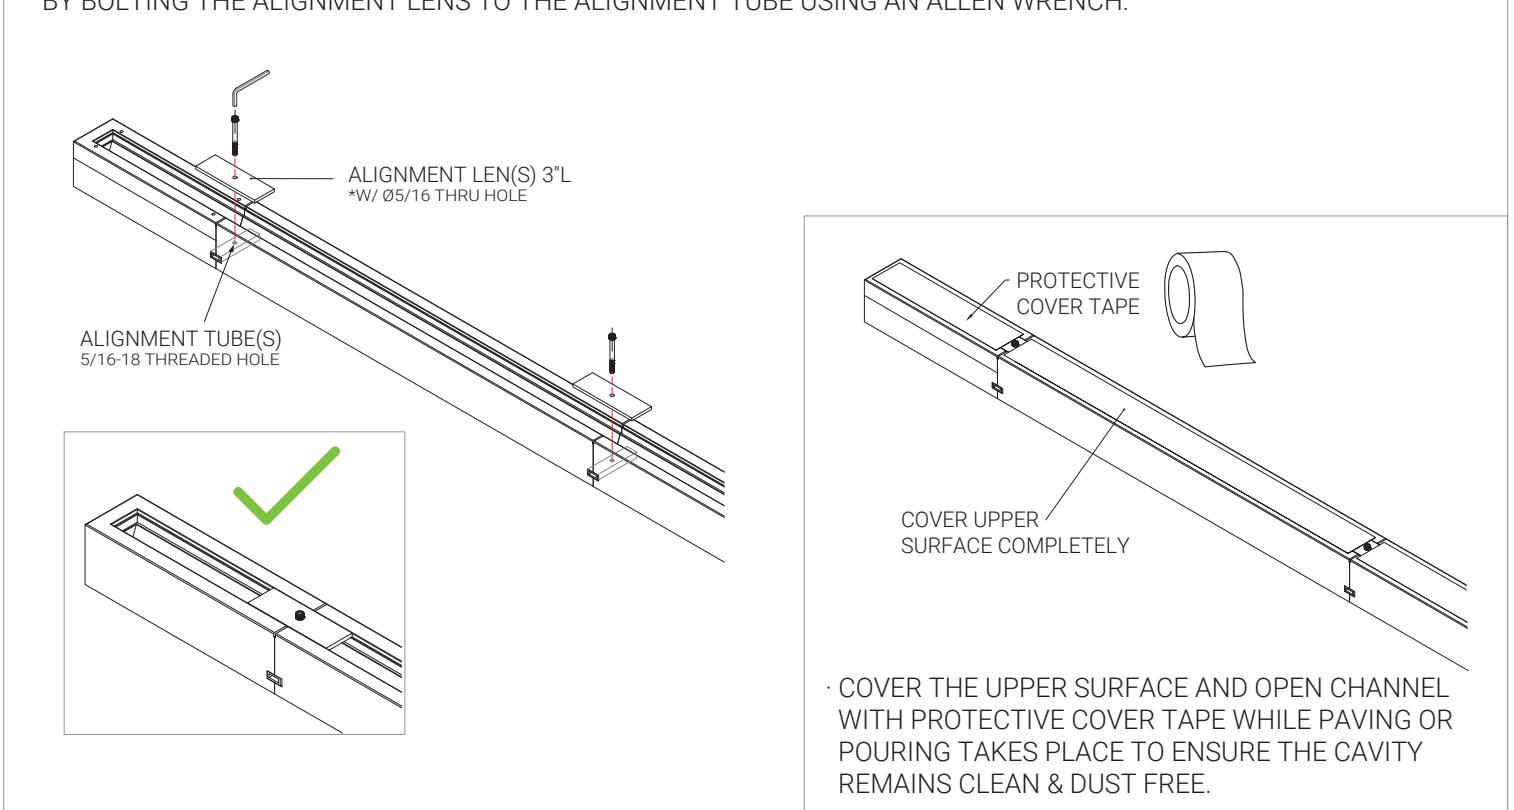 BY BOLTING THE ALIGNMENT LENS TO THE ALIGNMENT TUBE USING AN ALLEN WRENCH.
ALIGNMENT LEN(S) 3"L
*W/ Ø5/16 THRU HOLE
ALIGNMENT TUBE(S)
5/16-18 THREADED HOLE
PROTECTIVE
COVER TAPE
COVER UPPER
SURFACE COMPLETELY
· COVER THE UPPER SURFACE AND OPEN CHANNEL
WITH PROTECTIVE COVER TAPE WHILE PAVING OR
POURING TAKES PLACE TO ENSURE THE CAVITY
REMAINS CLEAN & DUST FREE.